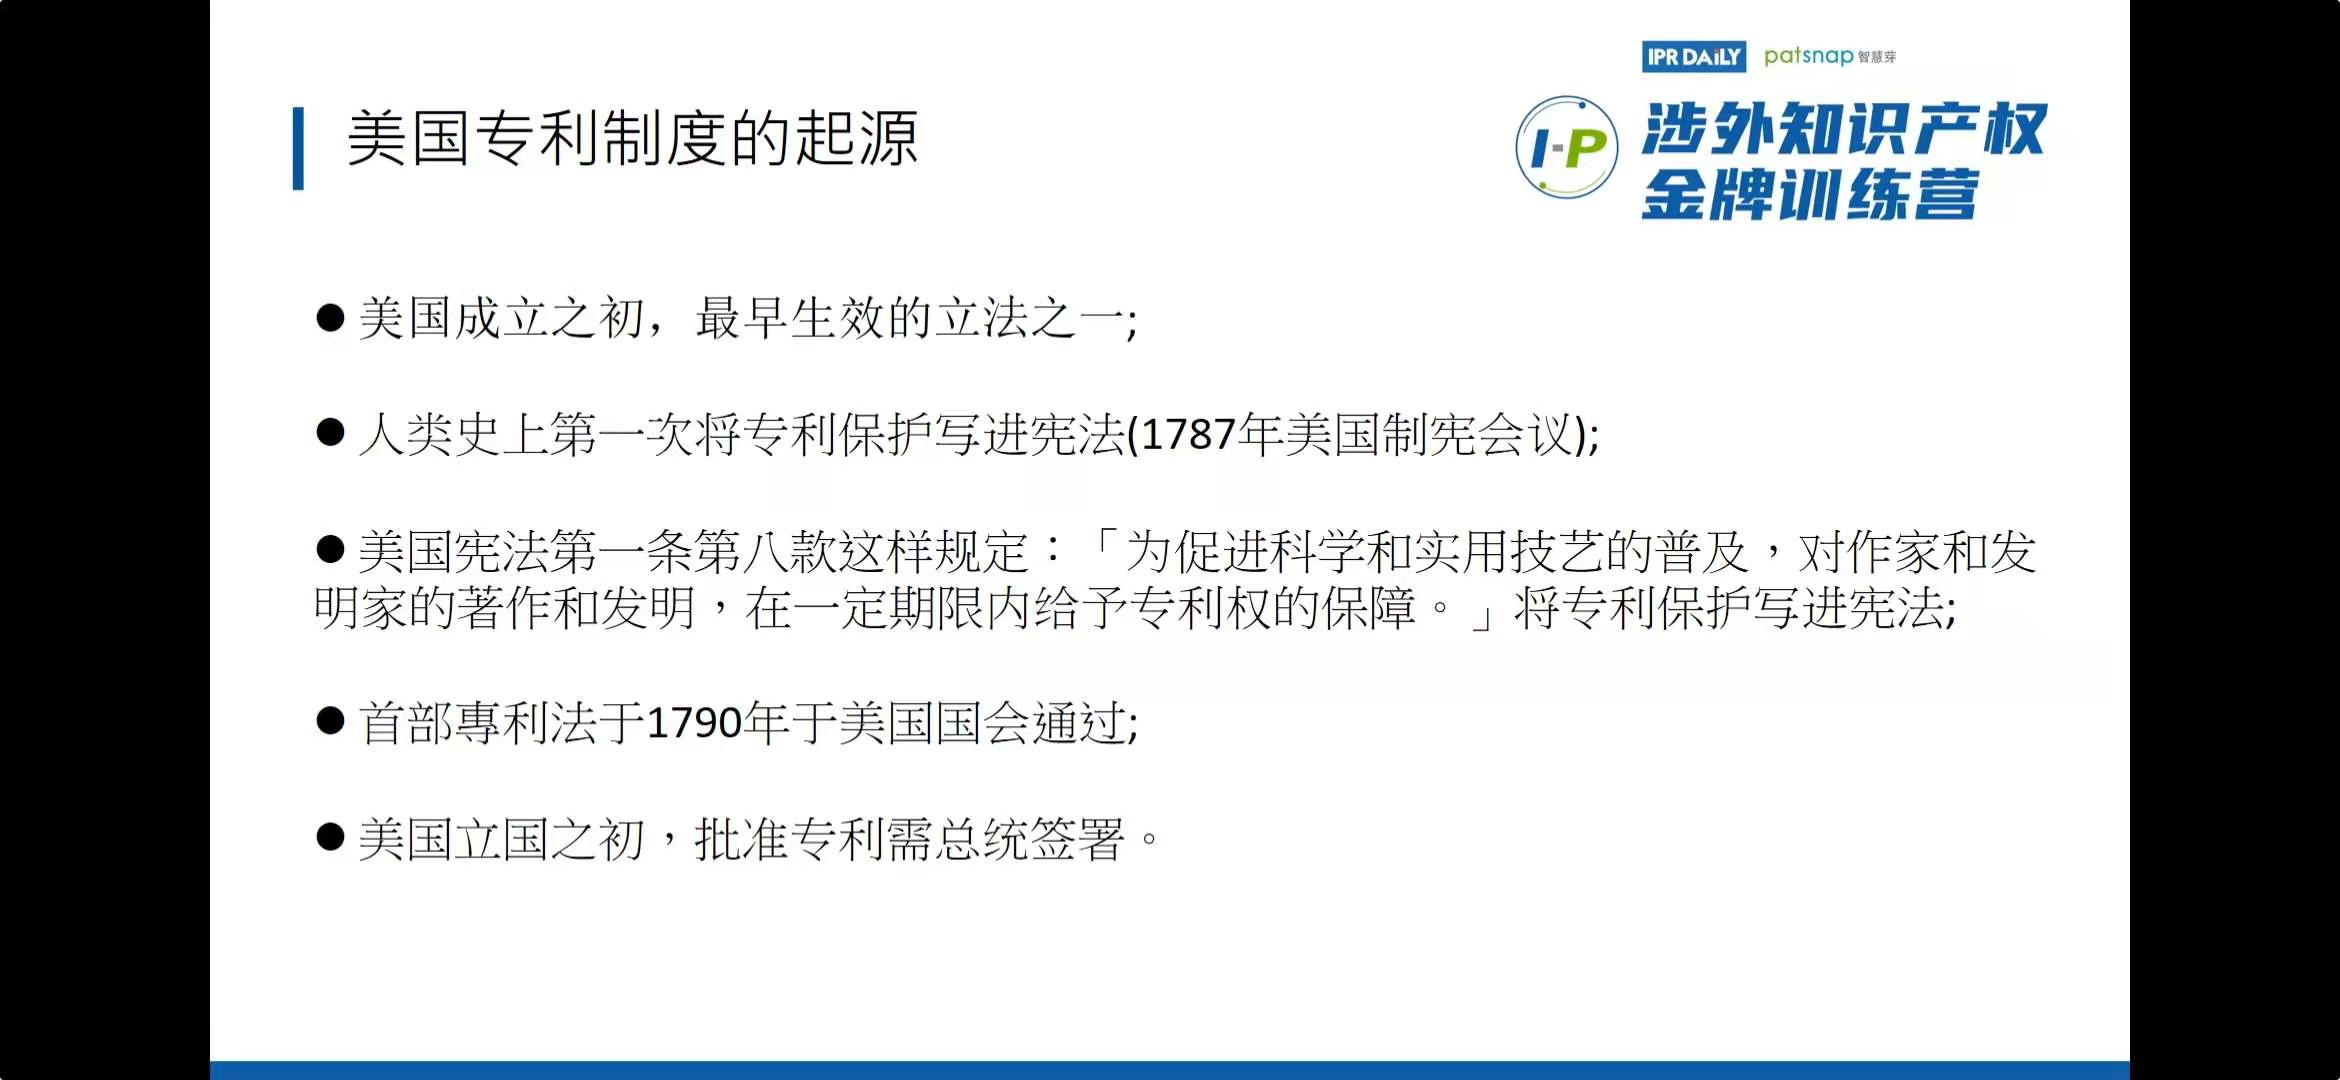 IPR DAILY patsnap 智慧芽
I-P
涉外知识产权
金牌训练营
美国专利制度的起源
● 美国成立之初，最早生效的立法之一;
● 人类史上第一次将专利保护写进宪法(1787年美国制宪会议);
● 美国宪法第一条第八款这样规定：「为促进科学和实用技艺的普及，对作家和发
明家的著作和发明，在一定期限内给予专利权的保障。」将专利保护写进宪法;
● 首部專利法于1790年于美国国会通过;
● 美国立国之初，批准专利需总统签署。